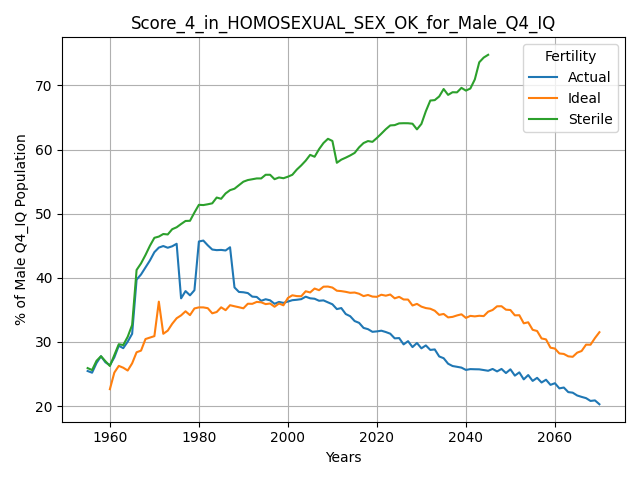 Score_4_in_HOMOSEXUAL_SEX_OK_for_Male_Q4_IQ
% of Male Q4_IQ Population
70
60
50
40
30
20
Fertility
Actual
Ideal
Sterile
1960 1980 2000 2020 2040 2060
Years